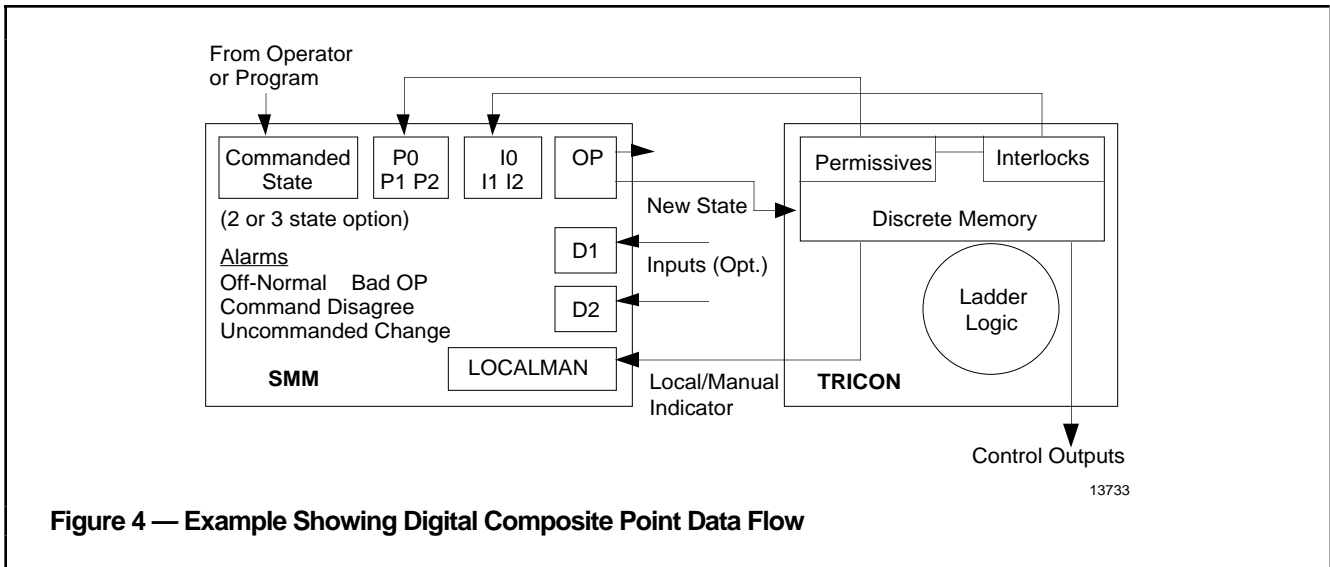 From Operator
or Program
Commanded
State
P0
P1 P2
I0
I1 I2
OP
Permissives
Interlocks
(2 or 3 state option)
New State
Discrete Memory
Alarms
Off-Normal Bad OP
Command Disagree
Uncommanded Change
D1
Inputs (Opt.)
D2
Ladder
Logic
SMM
LOCALMAN
Local/Manual
Indicator
TRICON
Control Outputs
13733
Figure 4 — Example Showing Digital Composite Point Data Flow